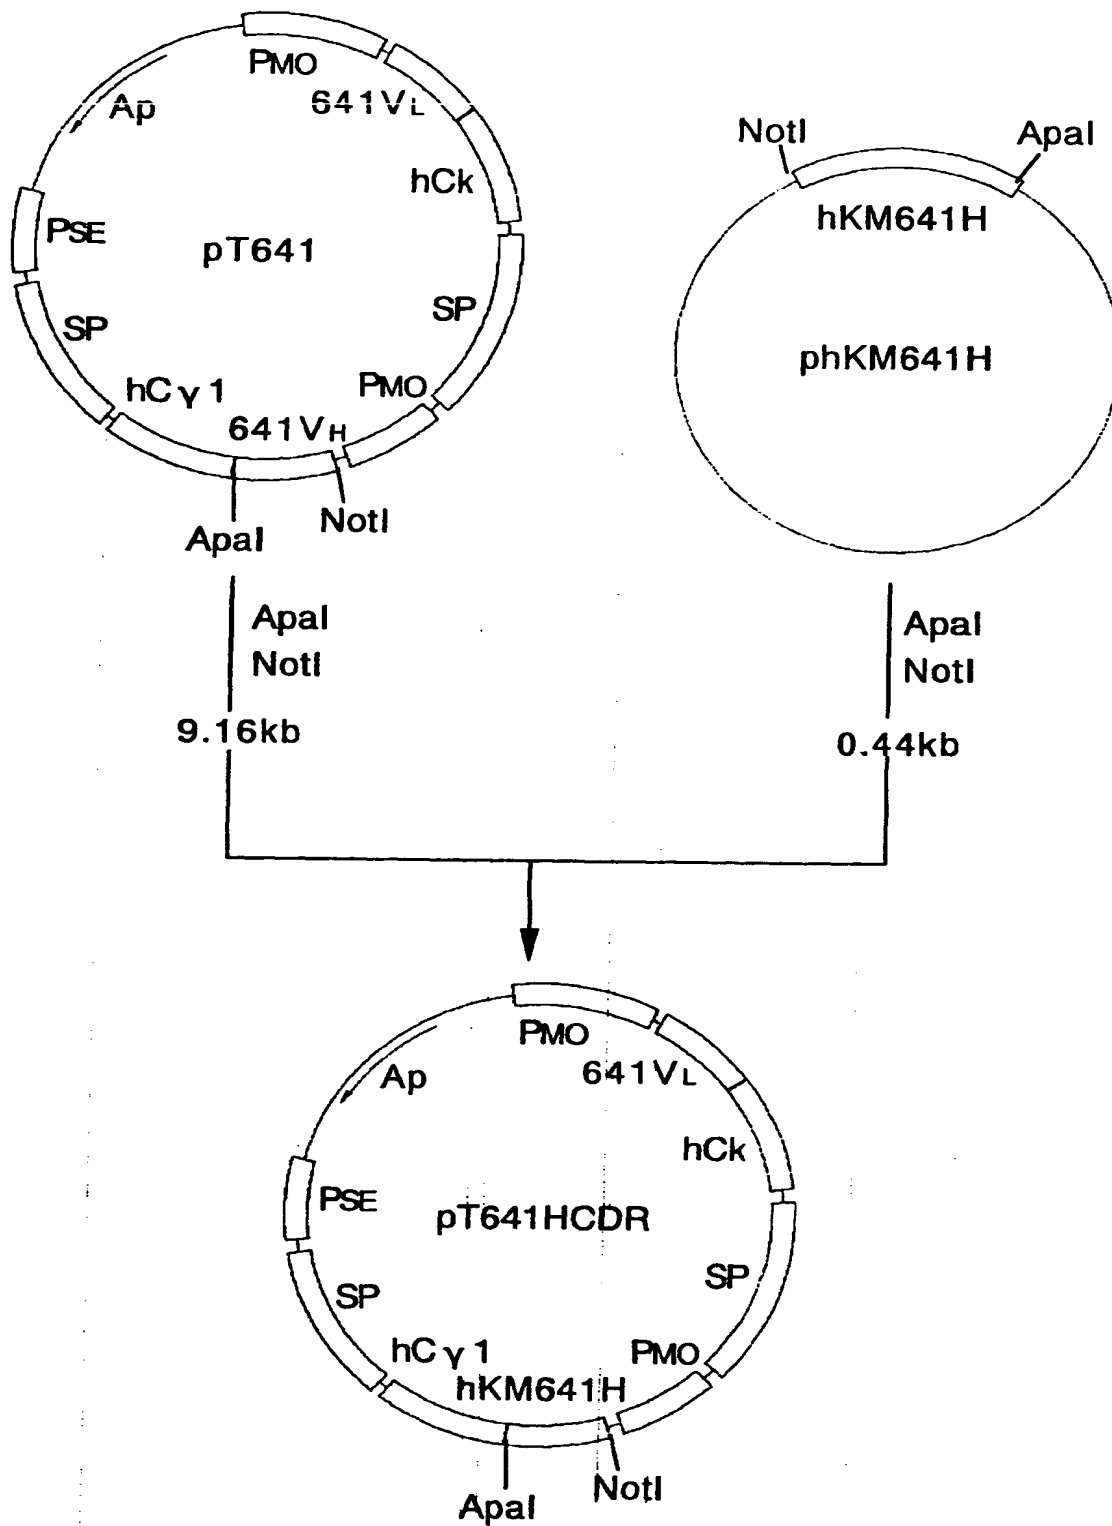 PMO
641VL
Ap
hCk
PSE
pT641
SP
SP
hCγ1
PMO
641VH
NotI
ApaI
NotI
ApaI
hKM641H
phKM641H
ApaI
NotI
9.16kb
ApaI
NotI
0.44kb
PMO
641VL
Ap
hCk
PSE
pT641HCDR
SP
SP
hCγ1
PMO
hKM641H
NotI
ApaI